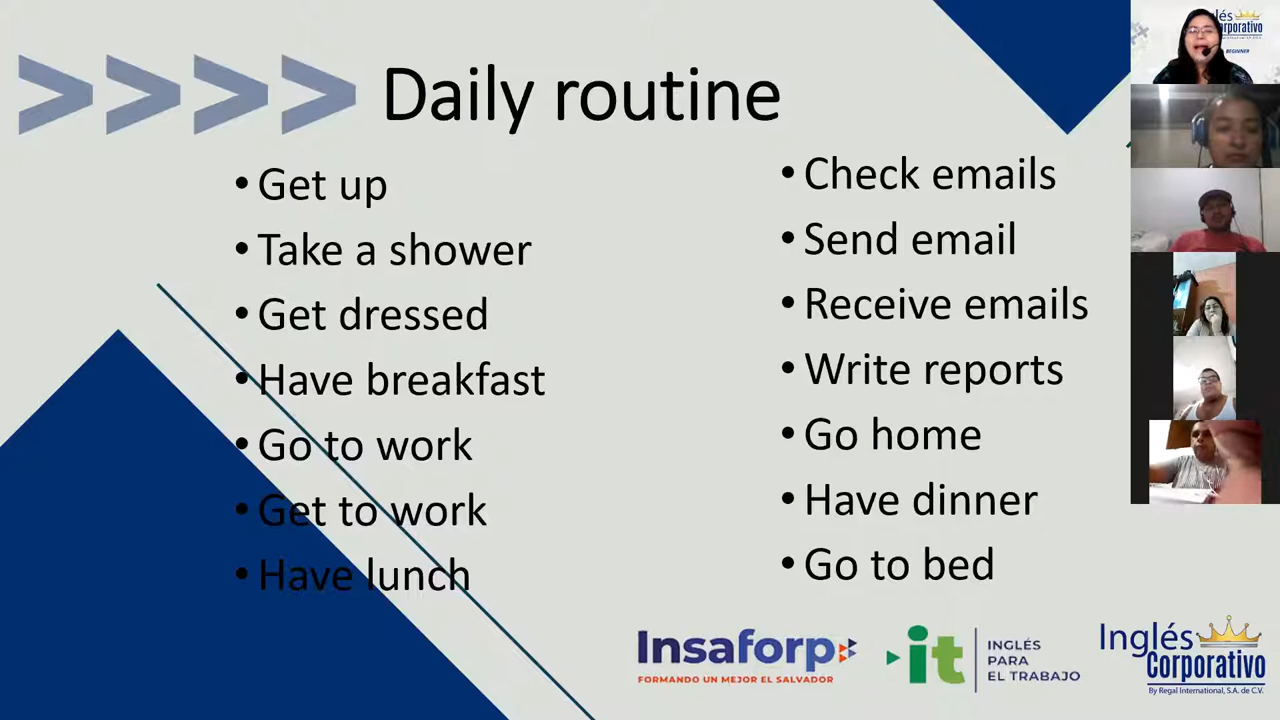 Daily routine
• Get up
• Take a shower
• Get dressed
• Have breakfast
• Go to work
• Get to work
• Have lunch
• Check emails
• Send email
• Receive emails
• Write reports
• Go home
• Have dinner
• Go to bed
Insaforp
FORMANDO UN MEJOR EL SALVADOR
it
INGLÉS
PARA
EL TRABAJO
Inglés
Corporativo
By Regal International, S.A. de C.V.
BEGINNER